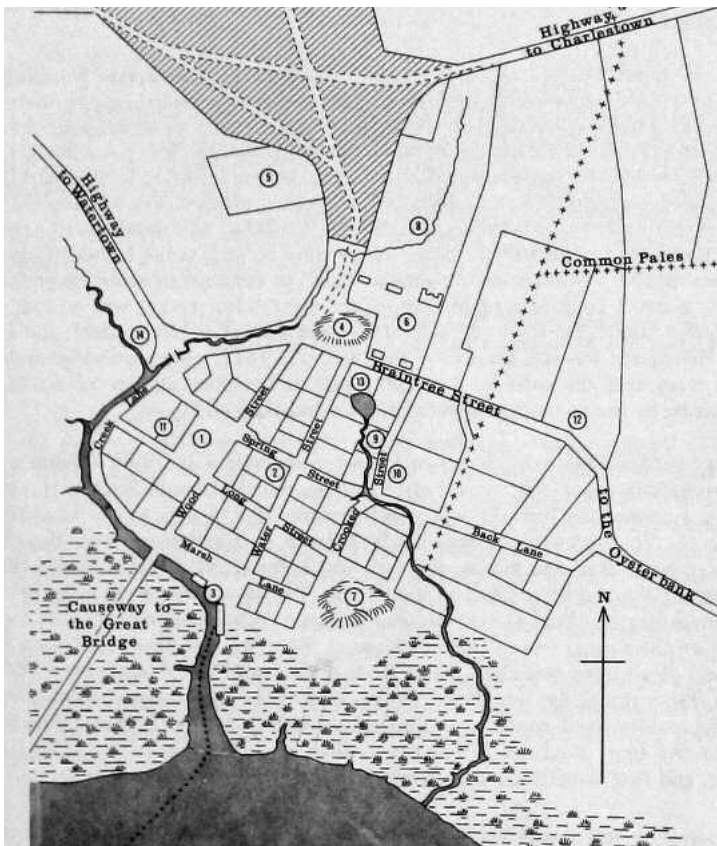 Highway
to Charlestown
5
Highway
to Watertown
8
Common Pales
14
4
6
Braintree Street
13
Lane
Creek
11
1
Street
Street
9
12
Spring
Street
2
10
Street
Wood
Long
Street
Water
Crooked
to the
Oysterbank
Back Lane
Marsh
Lane
3
7
Causeway to
the Great
Bridge
N